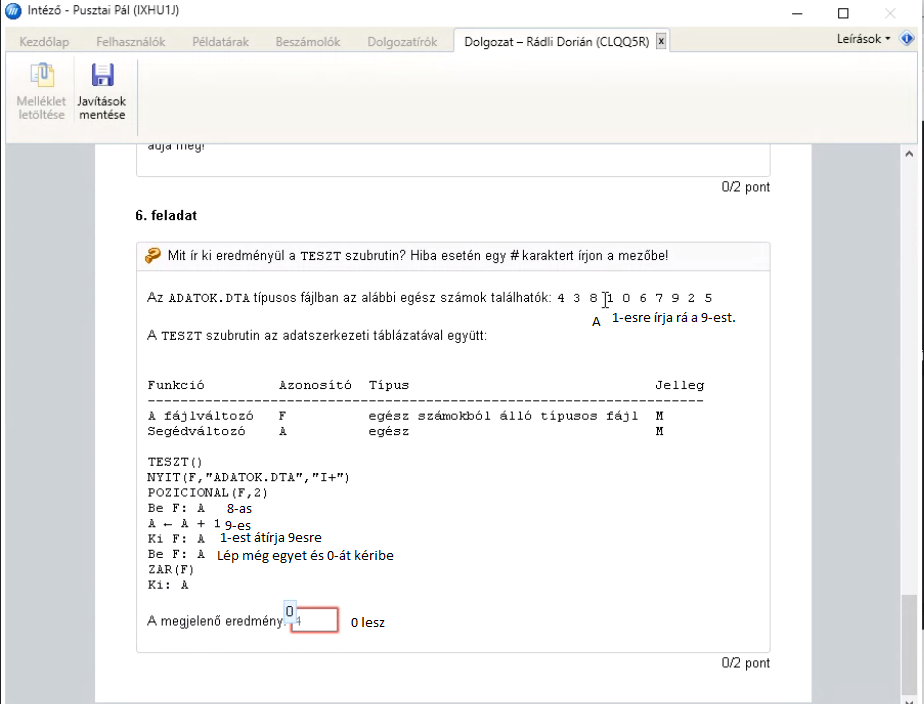 Intéző - Pusztai Pál (IXHU1J)
Kezdőlap Felhasználók Példatárak Beszámolók Dolgozatírók Dolgozat – Rádli Dorián (CLQQ5R) x Leírások
Melléklet letöltése
Javítások mentése
adja meg!
0/2 pont
6. feladat
Mit ír ki eredményül a TESZT szubrutin? Hiba esetén egy # karaktert írjon a mezőbe!
Az ADATOK.DTA típusos fájlban az alábbi egész számok találhatók: 4 3 8 1 0 6 7 9 2 5
A 1-esre írja rá a 9-est.
A TESZT szubrutin az adatszerkezeti táblázatával együtt:
Funkció Azonosító Típus Jelleg
A fájlváltozó F egész számokból álló típusos fájl M
Segédváltozó A egész M
TESZT()
NYIT(F,"ADATOK.DTA","I+")
POZICIONAL(F,2)
Be F: A 8-as
A ← A + 1 9-es
Ki F: A 1-est átírja 9esre
Be F: A Lép még egyet és 0-át kéribe
ZAR(F)
Ki: A
0
A megjelenő eredmény: 4 0 lesz
0/2 pont